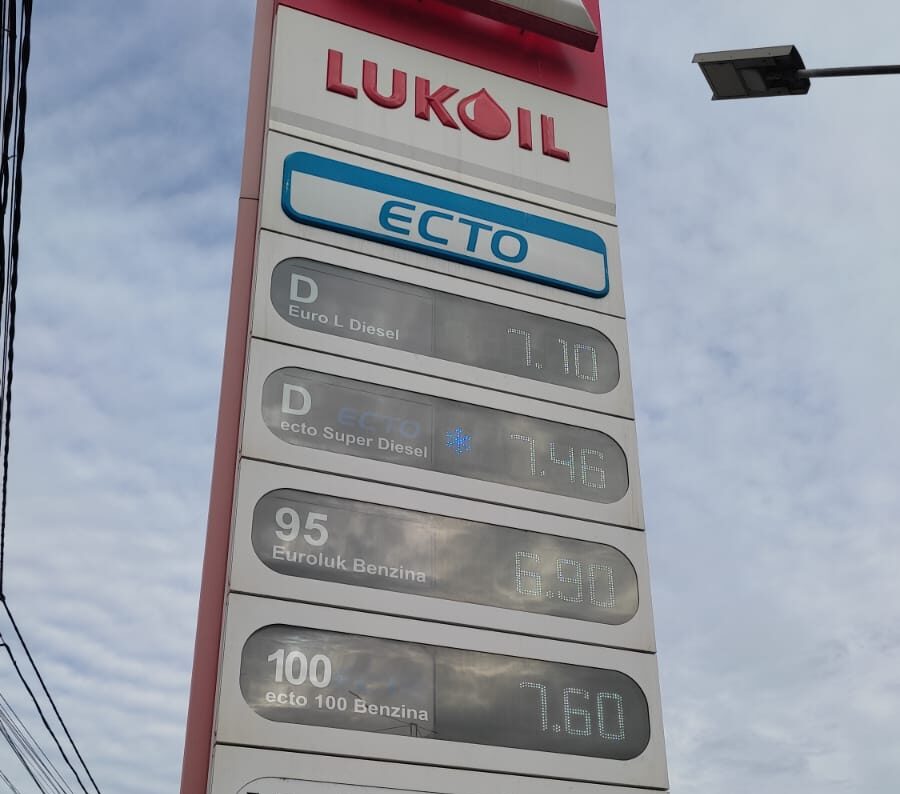 LUKOIL
ECTO
D
Euro L Diesel
7.10
D ECTO
ecto Super Diesel
7.46
95
Euroluk Benzina
6.90
100
ecto 100 Benzina
7.60